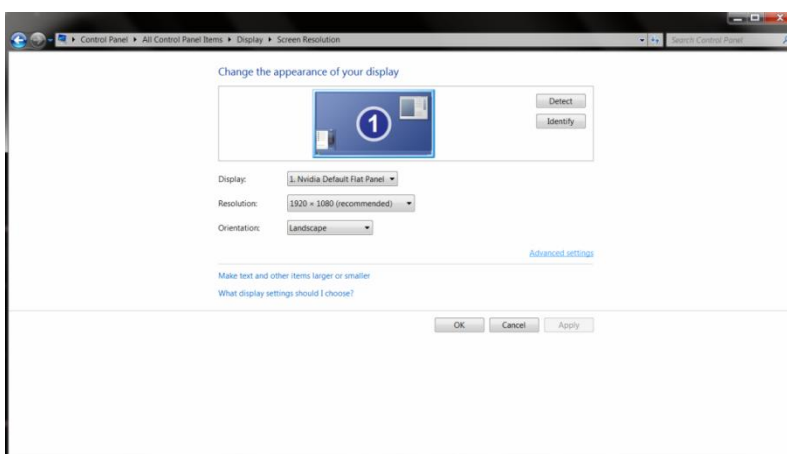 Control Panel ▸ All Control Panel Items ▸ Display ▸ Screen Resolution
Search Control Panel
Change the appearance of your display
1
Detect
Identify
Display: 1. Nvidia Default Flat Panel
Resolution: 1920 × 1080 (recommended)
Orientation: Landscape
Advanced settings
Make text and other items larger or smaller
What display settings should I choose?
OK Cancel Apply